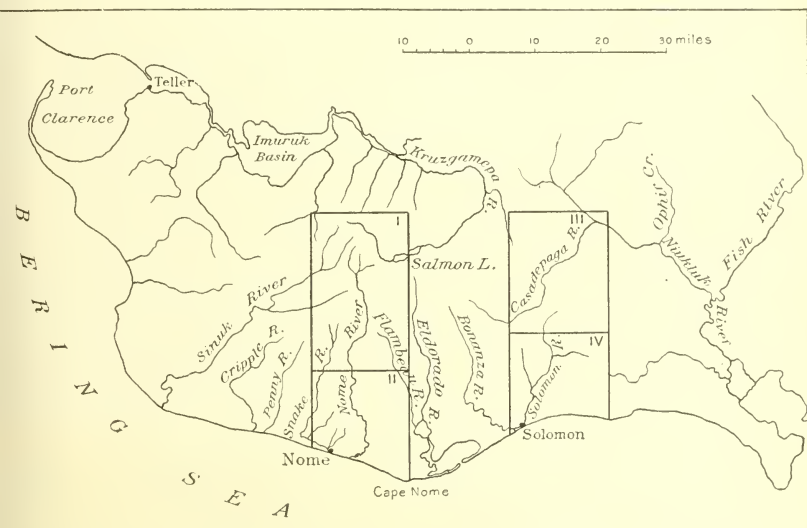 10 0 10 20 30 miles
Teller
Port
Clarence
Imuruk
Basin
Kruzgamepa R.
Ophir Cr.
I
III
Salmon L.
Casadepaga R.
Niukluk River
Fish River
Sinuk River
Cripple R.
Penny R.
Snake R.
Nome River
Flambeau R.
Eldorado R.
Bonanza R.
Solomon R.
II
IV
Nome
Solomon
Cape Nome
BERING SEA